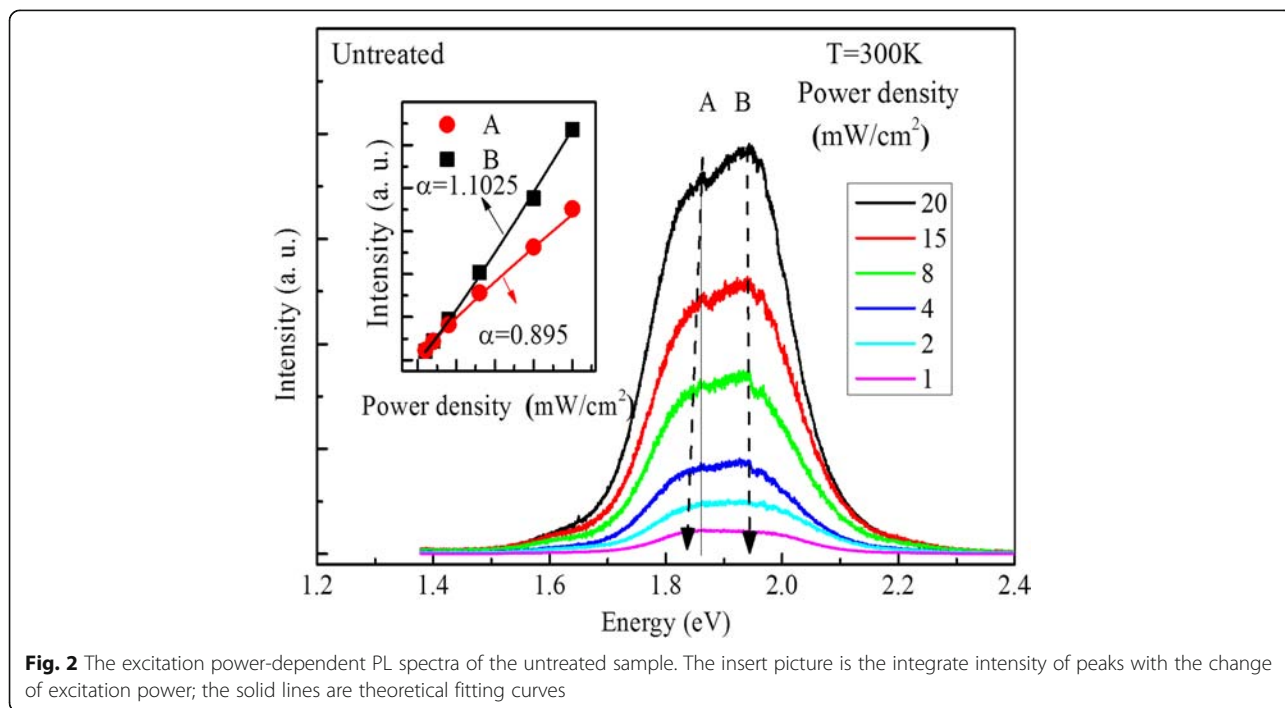 Untreated
T=300K
Power density
(mW/cm²)
A B
A
B
α=1.1025
α=0.895
Intensity (a. u.)
Power density (mW/cm²)
20
15
8
4
2
1
Intensity (a. u.)
1.2 1.4 1.6 1.8 2.0 2.2 2.4
Energy (eV)
Fig. 2 The excitation power-dependent PL spectra of the untreated sample. The insert picture is the integrate intensity of peaks with the change
of excitation power; the solid lines are theoretical fitting curves